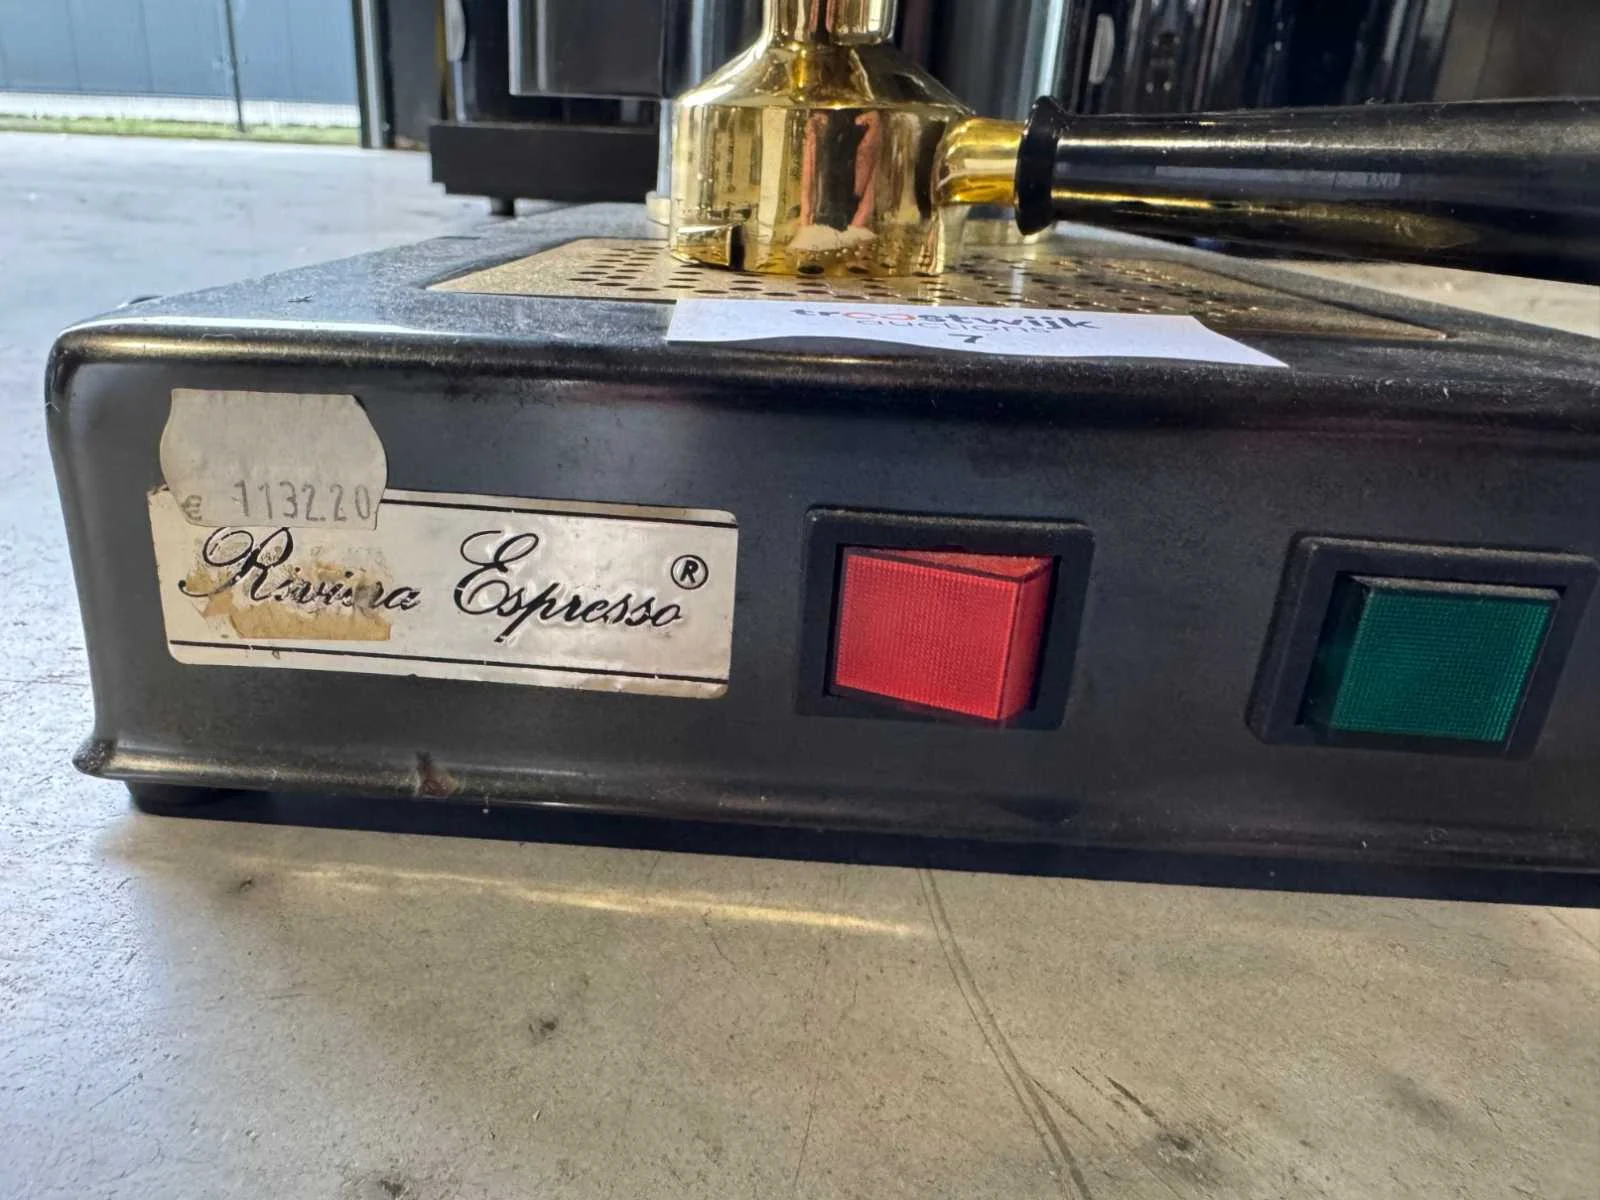 troostwijk
auctions
7
€ 1132.20
Riviera Espresso ®